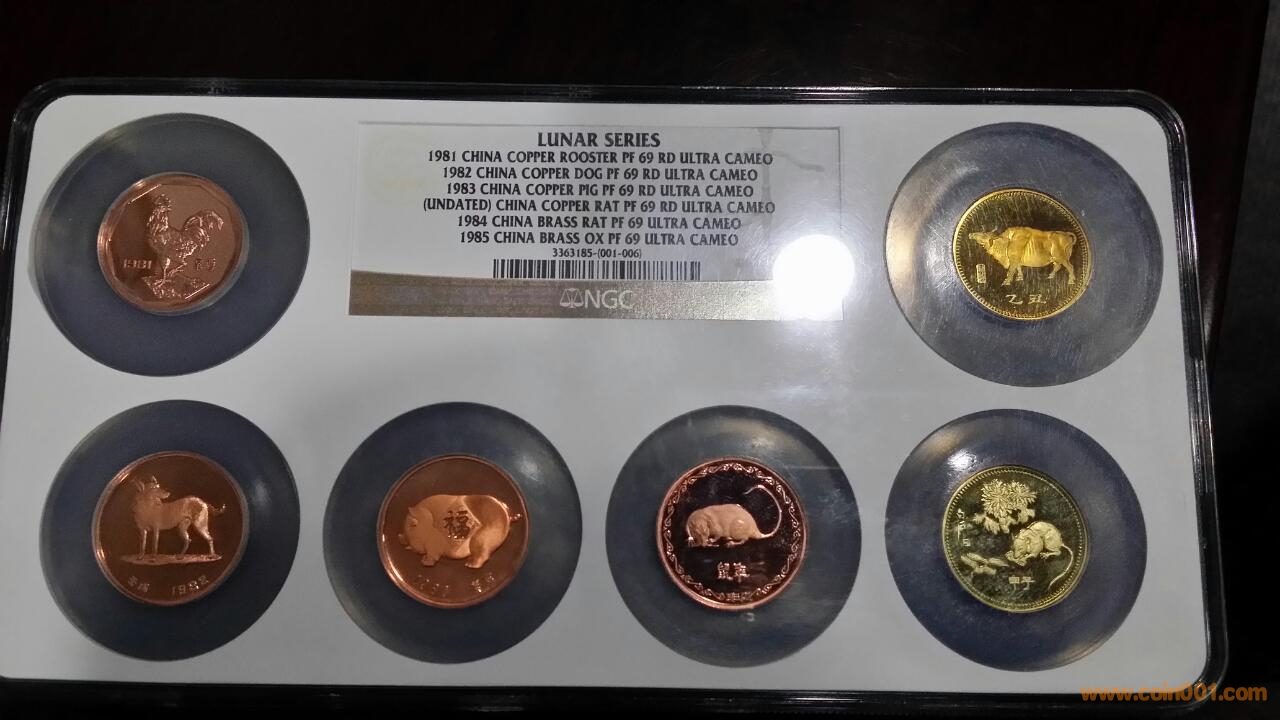 LUNAR SERIES
1981 CHINA COPPER ROOSTER PF 69 RD ULTRA CAMEO
1982 CHINA COPPER DOG PF 69 RD ULTRA CAMEO
1983 CHINA COPPER PIG PF 69 RD ULTRA CAMEO
(UNDATED) CHINA COPPER RAT PF 69 RD ULTRA CAMEO
1984 CHINA BRASS RAT PF 69 ULTRA CAMEO
1985 CHINA BRASS OX PF 69 ULTRA CAMEO
3363185-(001-006)
NGC
1981
乙丑
1982
福
1983
鼠年
甲子
www.coin001.com